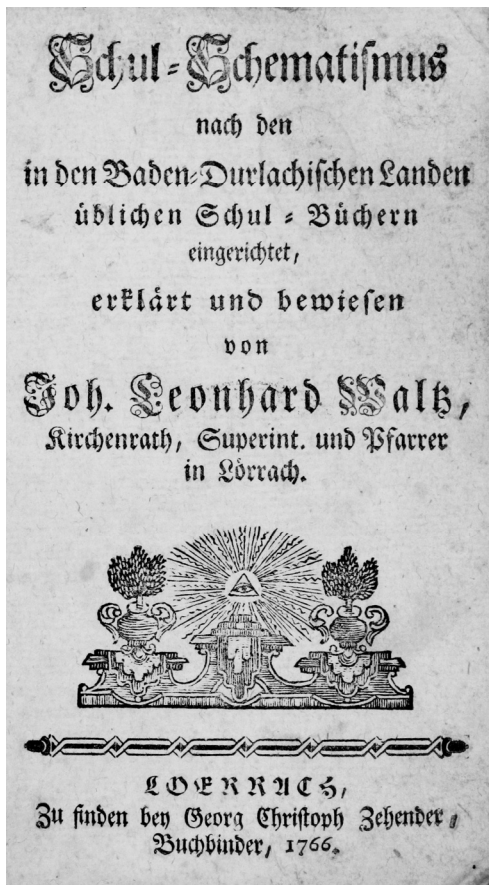 Schul-Schematismus
nach den
in den Baden-Durlachischen Landen
üblichen Schul-Büchern
eingerichtet,
erklärt und bewiesen
von
Joh. Leonhard Waltz,
Kirchenrath, Superint. und Pfarrer
in Lörrach.
LOERRACH,
Zu finden bey Georg Christoph Zehender,
Buchbinder, 1766.